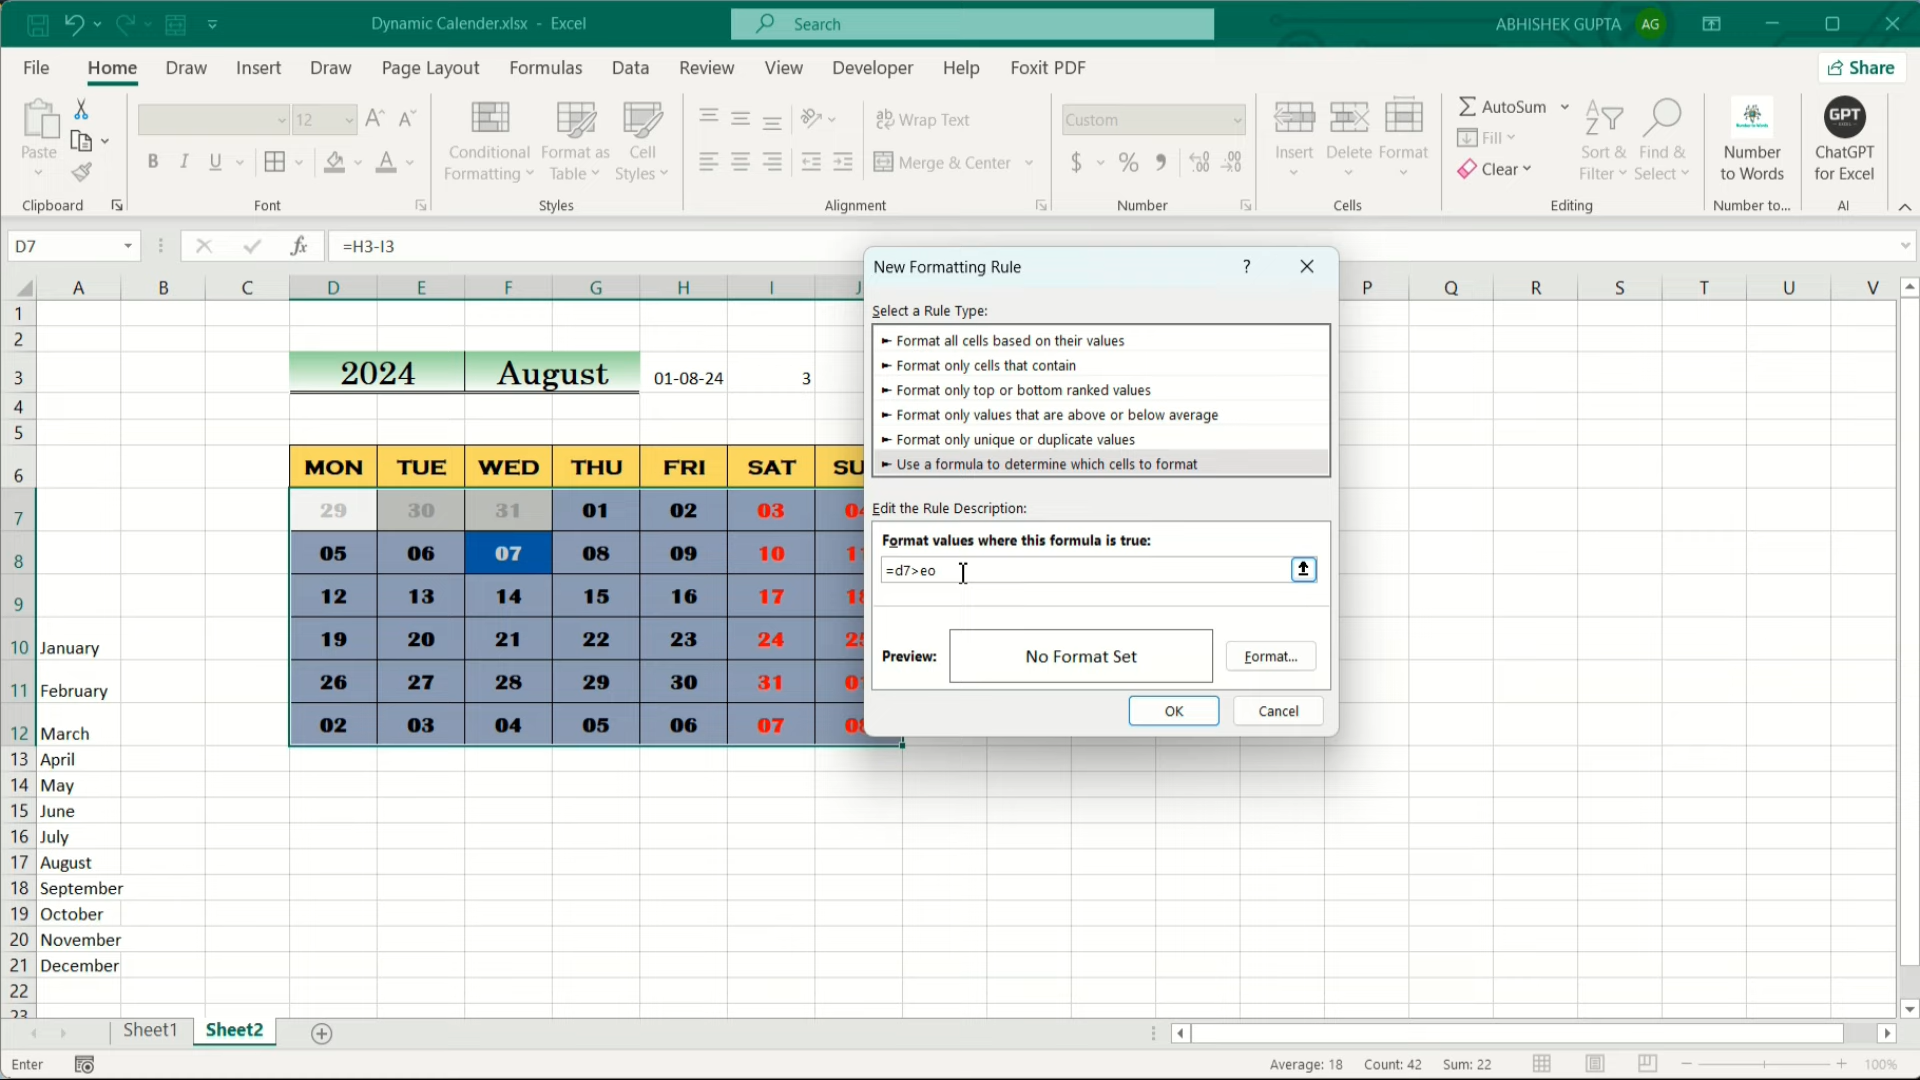 Dynamic Calender.xlsx - Excel
Search
ABHISHEK GUPTA
AG
File Home Draw Insert Draw Page Layout Formulas Data Review View Developer Help Foxit PDF
Share
Paste
12
Conditional Formatting
Format as Table
Cell Styles
Wrap Text
Merge & Center
Custom
Insert
Delete
Format
AutoSum
Fill
Clear
Sort & Filter
Find & Select
Number to Words
ChatGPT for Excel
Clipboard Font Styles Alignment Number Cells Editing Number to... AI
D7
=H3-I3
A B C D E F G H I J P Q R S T U V
1
2
3 2024 August 01-08-24 3
4
5
6 MON TUE WED THU FRI SAT SU
7 29 30 31 01 02 03
8 05 06 07 08 09 10
9 12 13 14 15 16 17
10 January 19 20 21 22 23 24
11 February 26 27 28 29 30 31
12 March 02 03 04 05 06 07
13 April
14 May
15 June
16 July
17 August
18 September
19 October
20 November
21 December
22
23
New Formatting Rule
?
Select a Rule Type:
► Format all cells based on their values
► Format only cells that contain
► Format only top or bottom ranked values
► Format only values that are above or below average
► Format only unique or duplicate values
► Use a formula to determine which cells to format
Edit the Rule Description:
Format values where this formula is true:
=d7>eo
Preview:
No Format Set
Format...
OK
Cancel
Sheet1 Sheet2
Enter
Average: 18 Count: 42 Sum: 22
100%